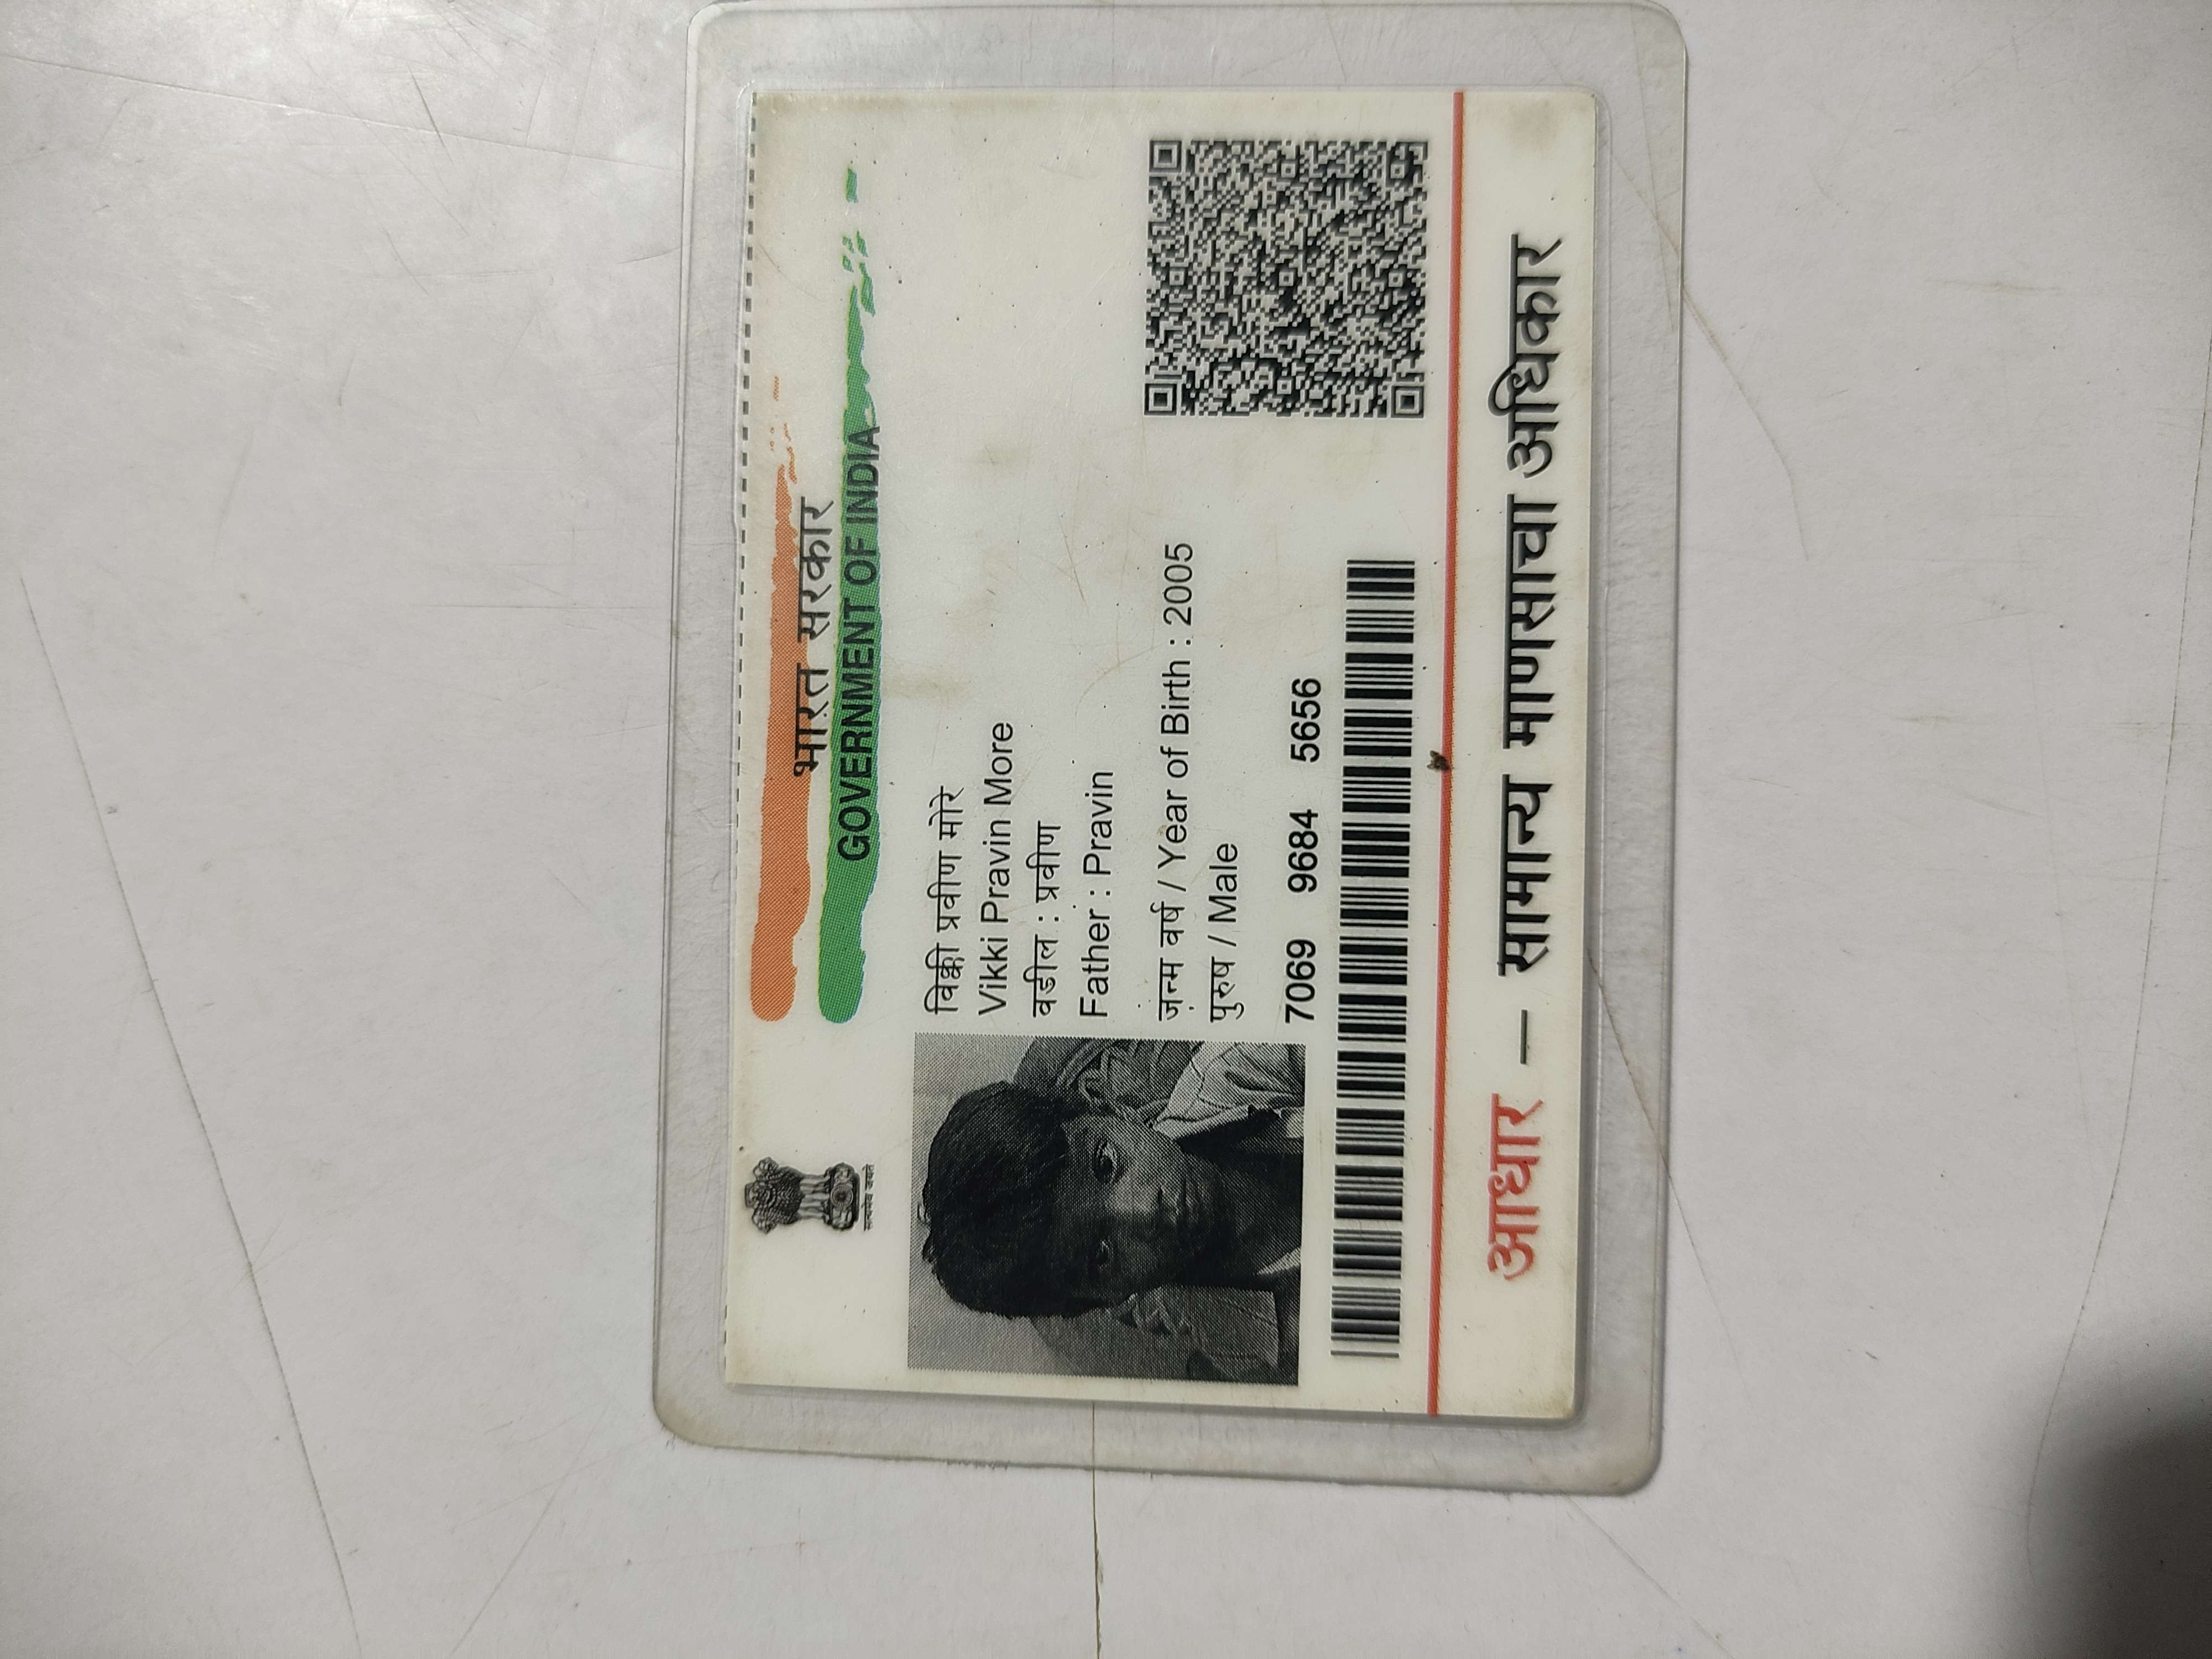 सत्यमेव जयते
भारत सरकार
GOVERNMENT OF INDIA
विक्की प्रवीण मोरे
Vikki Pravin More
वडील : प्रवीण
Father : Pravin
जन्म वर्ष / Year of Birth : 2005
पुरुष / Male
7069 9684 5656
आधार — सामान्य माणसाचा अधिकार